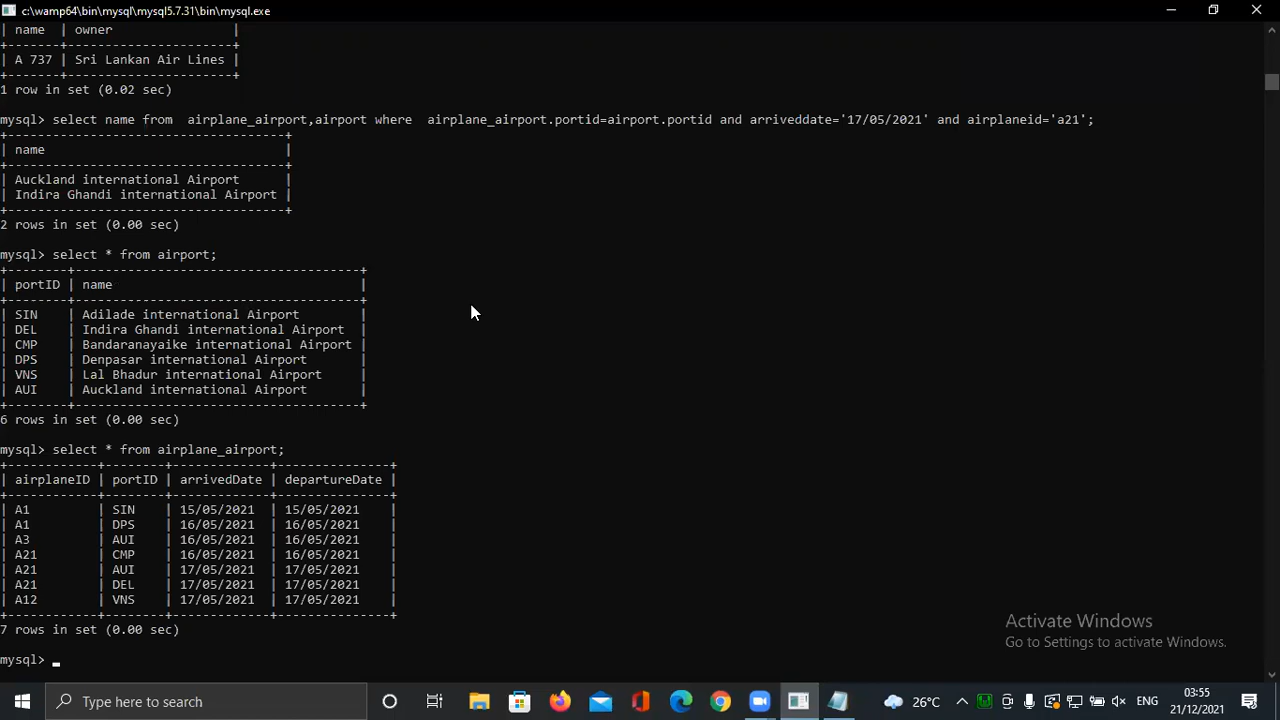 c:\wamp64\bin\mysql\mysql5.7.31\bin\mysql.exe
| name  | owner                |
+-------+----------------------+
| A 737 | Sri Lankan Air Lines |
+-------+----------------------+
1 row in set (0.02 sec)
mysql> select name from  airplane_airport,airport where  airplane_airport.portid=airport.portid and arriveddate='17/05/2021' and airplaneid='a21';
+------------------------------------+
| name                               |
+------------------------------------+
| Auckland international Airport      |
| Indira Ghandi international Airport |
+------------------------------------+
2 rows in set (0.00 sec)
mysql> select * from airport;
+--------+-------------------------------------+
| portID | name                                |
+--------+-------------------------------------+
| SIN    | Adilade international Airport       |
| DEL    | Indira Ghandi international Airport |
| CMP    | Bandaranayaike international Airport |
| DPS    | Denpasar international Airport      |
| VNS    | Lal Bhadur international Airport    |
| AUI    | Auckland international Airport      |
+--------+-------------------------------------+
6 rows in set (0.00 sec)
mysql> select * from airplane_airport;
+------------+--------+-------------+---------------+
| airplaneID | portID | arrivedDate | departureDate |
+------------+--------+-------------+---------------+
| A1         | SIN    | 15/05/2021  | 15/05/2021    |
| A1         | DPS    | 16/05/2021  | 16/05/2021    |
| A3         | AUI    | 16/05/2021  | 16/05/2021    |
| A21        | CMP    | 16/05/2021  | 16/05/2021    |
| A21        | AUI    | 17/05/2021  | 17/05/2021    |
| A21        | DEL    | 17/05/2021  | 17/05/2021    |
| A12        | VNS    | 17/05/2021  | 17/05/2021    |
+------------+--------+-------------+---------------+
7 rows in set (0.00 sec)
mysql> _
Activate Windows
Go to Settings to activate Windows.
Type here to search
26°C
ENG
03:55
21/12/2021